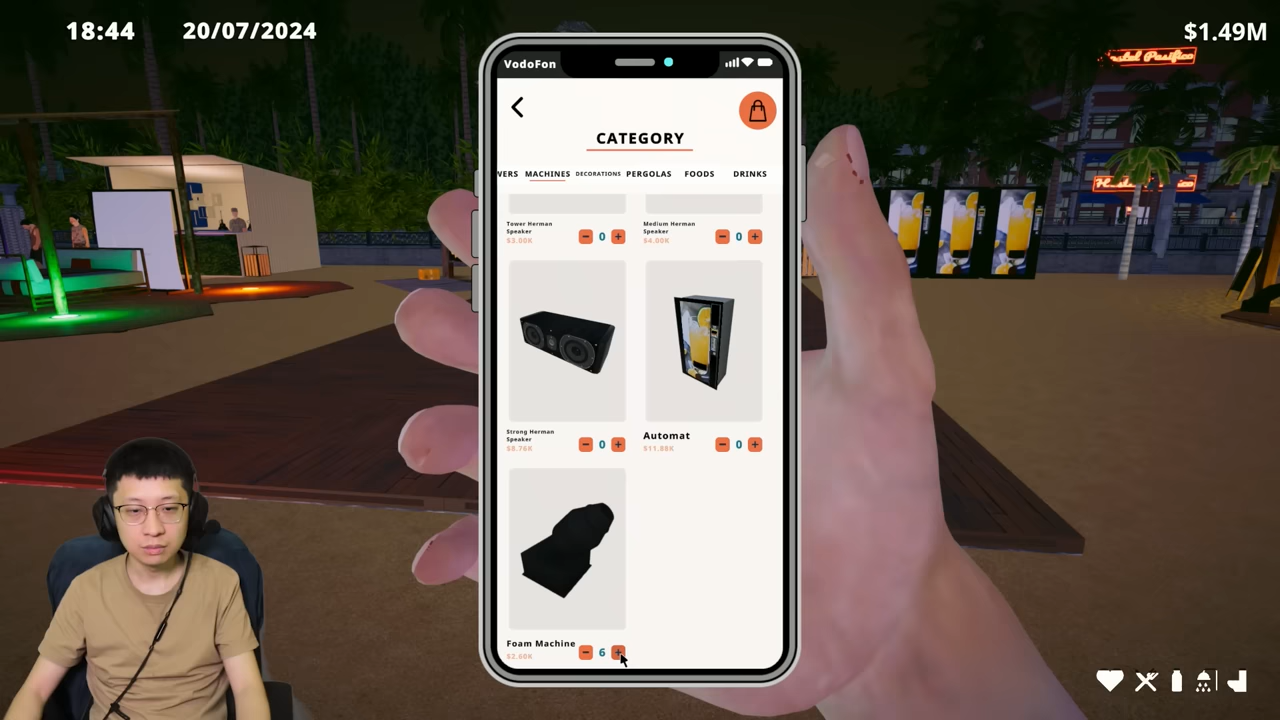 18:44 20/07/2024
$1.49M
VodoFon
CATEGORY
WERS MACHINES DECORATIONS PERGOLAS FOODS DRINKS
Tower Herman
Speaker
$3.00K
0
Medium Herman
Speaker
$4.00K
0
Strong Herman
Speaker
$8.76K
0
Automat
$11.88K
0
Foam Machine
$2.60K
6